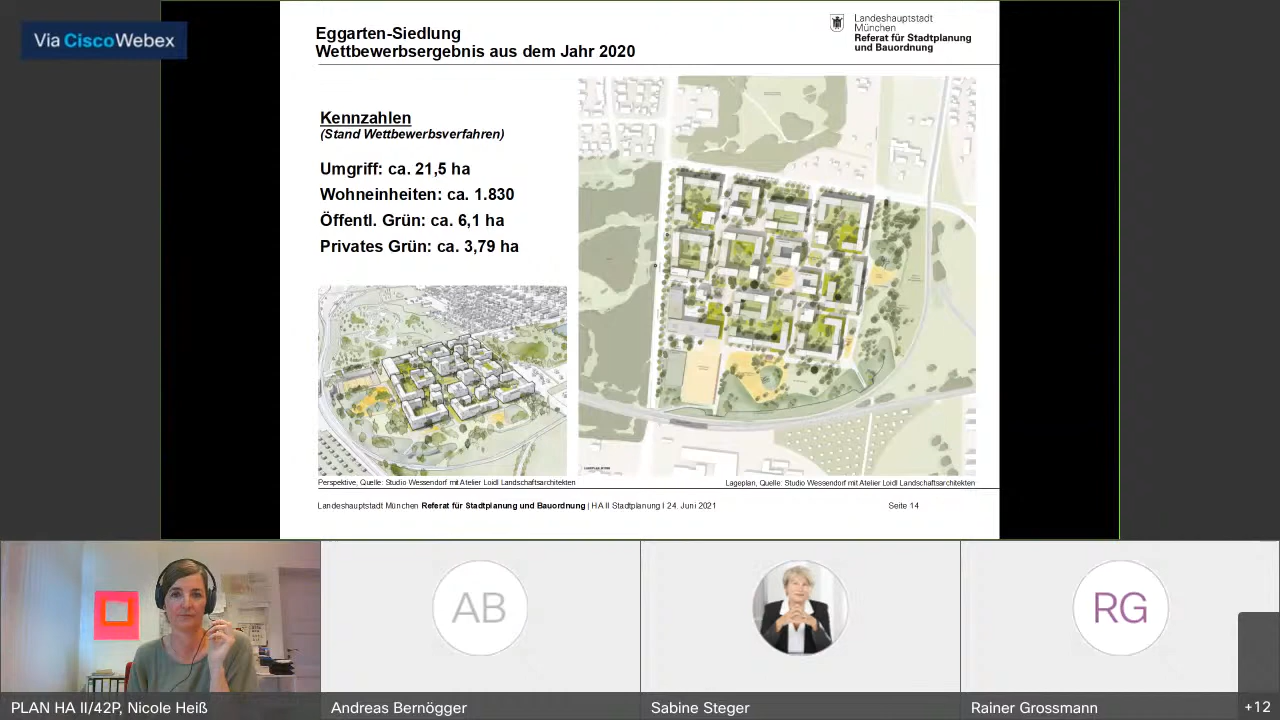 Via Cisco Webex
Eggarten-Siedlung
Wettbewerbsergebnis aus dem Jahr 2020
Landeshauptstadt
München
Referat für Stadtplanung
und Bauordnung
Kennzahlen
(Stand Wettbewerbsverfahren)
Umgriff: ca. 21,5 ha
Wohneinheiten: ca. 1.830
Öffentl. Grün: ca. 6,1 ha
Privates Grün: ca. 3,79 ha
Perspektive, Quelle: Studio Wessendorf mit Atelier Loidl Landschaftsarchitekten
Lageplan, Quelle: Studio Wessendorf mit Atelier Loidl Landschaftsarchitekten
Landeshauptstadt München Referat für Stadtplanung und Bauordnung | HA II Stadtplanung I 24. Juni 2021
Seite 14
AB
RG
PLAN HA II/42P, Nicole Heiß
Andreas Bernögger
Sabine Steger
Rainer Grossmann
+12